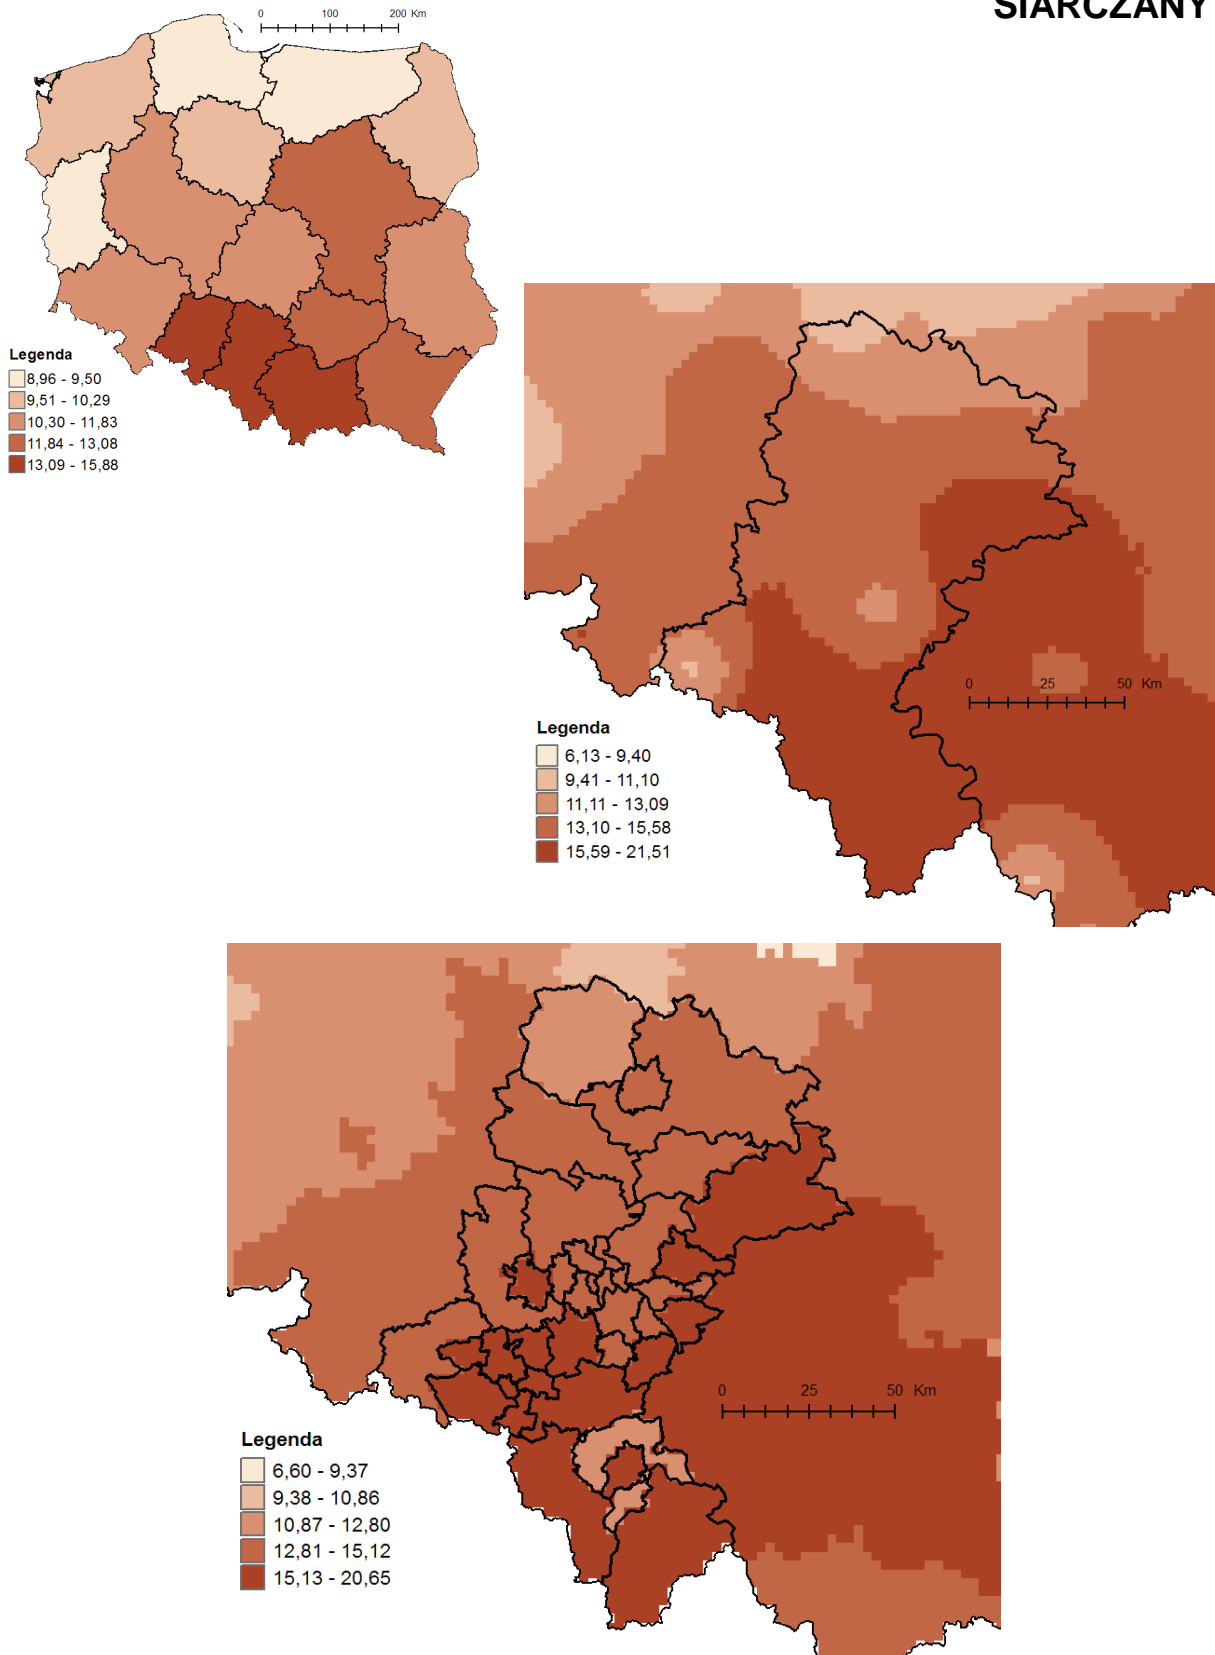 SIARCZANY
0 100 200 Km
Legenda
8,96 - 9,50
9,51 - 10,29
10,30 - 11,83
11,84 - 13,08
13,09 - 15,88
0 25 50 Km
Legenda
6,13 - 9,40
9,41 - 11,10
11,11 - 13,09
13,10 - 15,58
15,59 - 21,51
0 25 50 Km
Legenda
6,60 - 9,37
9,38 - 10,86
10,87 - 12,80
12,81 - 15,12
15,13 - 20,65